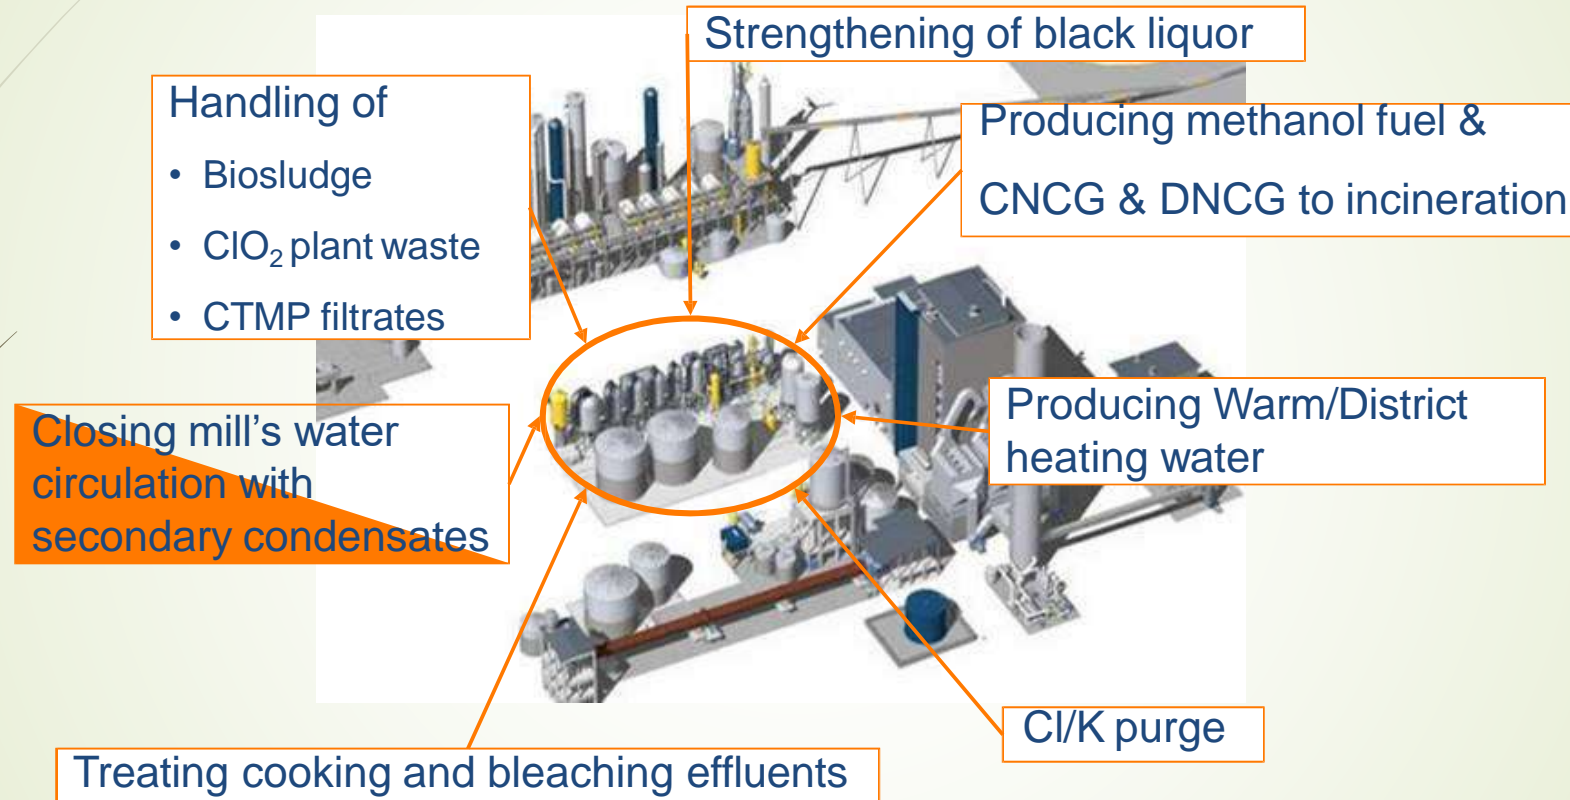 Strengthening of black liquor
Handling of
• Biosludge
• ClO₂ plant waste
• CTMP filtrates
Producing methanol fuel &
CNCG & DNCG to incineration
Closing mill's water
circulation with
secondary condensates
Producing Warm/District
heating water
Cl/K purge
Treating cooking and bleaching effluents